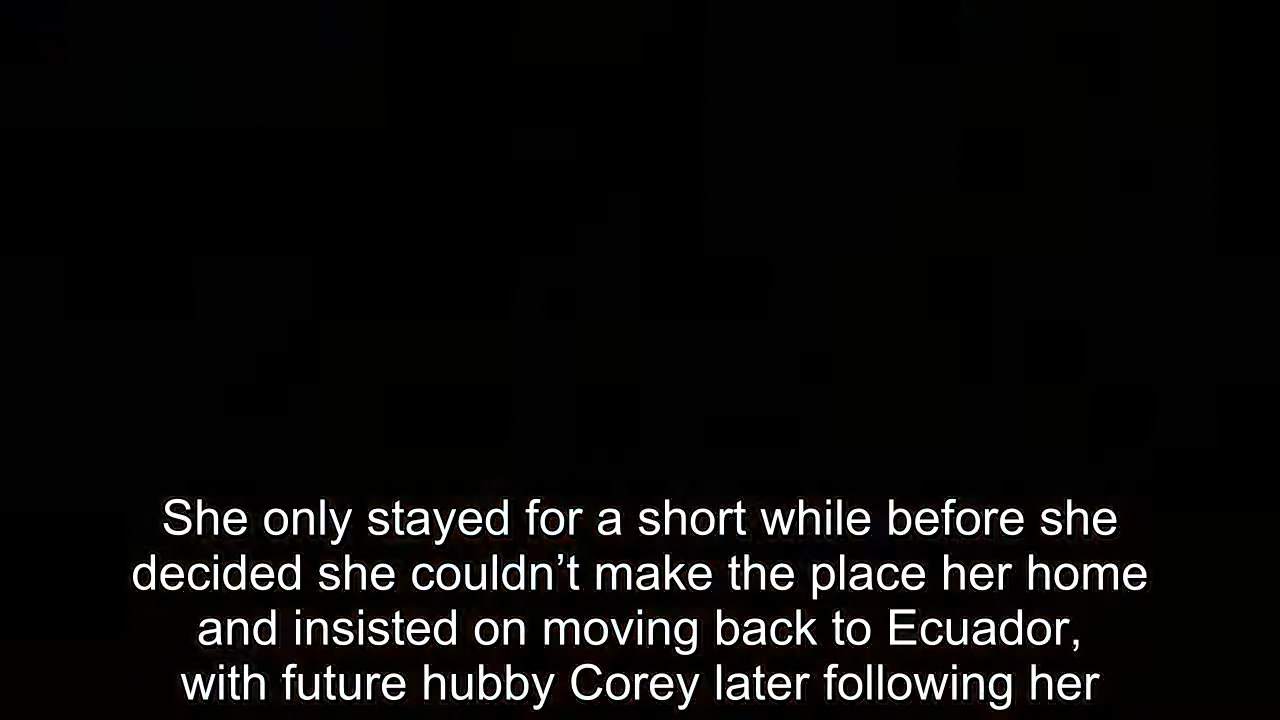 She only stayed for a short while before she
decided she couldn’t make the place her home
and insisted on moving back to Ecuador,
with future hubby Corey later following her